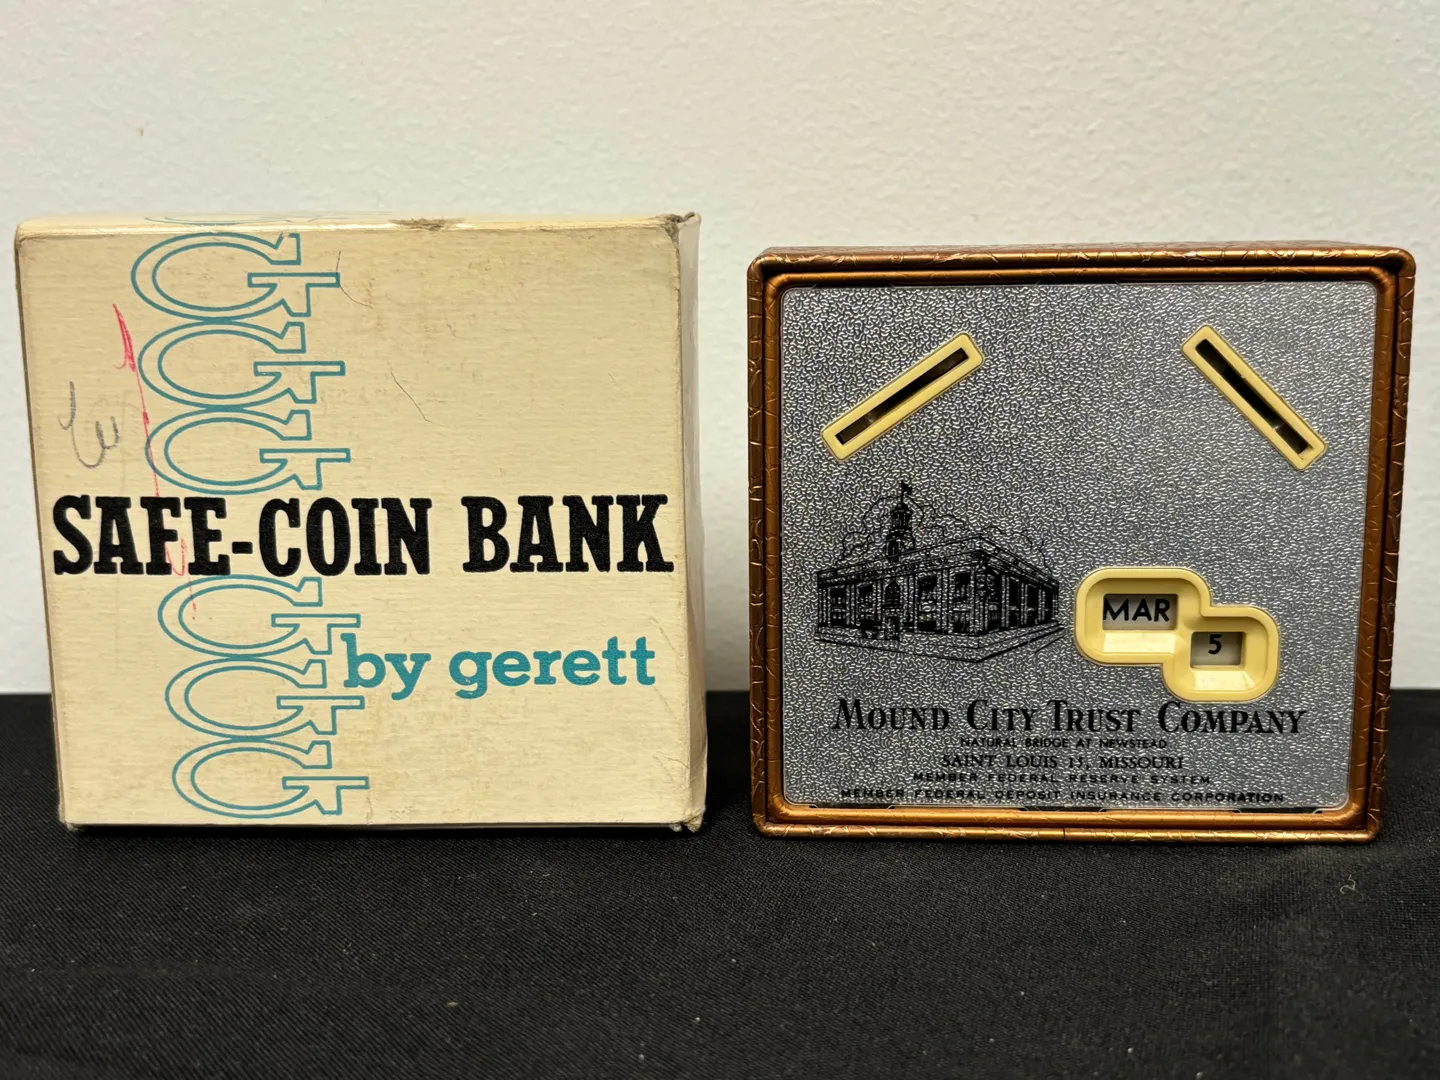 SAFE-COIN BANK
by gerett
MAR
5
MOUND CITY TRUST COMPANY
NATURAL BRIDGE AT NEWSTEAD
SAINT LOUIS 15, MISSOURI
MEMBER FEDERAL RESERVE SYSTEM
MEMBER FEDERAL DEPOSIT INSURANCE CORPORATION